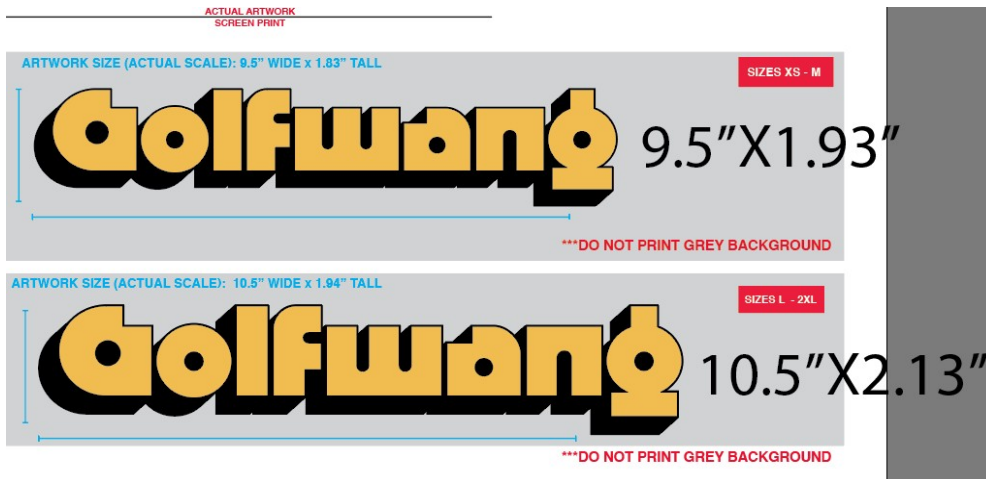 ACTUAL ARTWORK
SCREEN PRINT
ARTWORK SIZE (ACTUAL SCALE): 9.5” WIDE x 1.83” TALL
SIZES XS - M
Golfwang
9.5”X1.93”
***DO NOT PRINT GREY BACKGROUND
ARTWORK SIZE (ACTUAL SCALE): 10.5” WIDE x 1.94” TALL
SIZES L - 2XL
Golfwang
10.5”X2.13”
***DO NOT PRINT GREY BACKGROUND